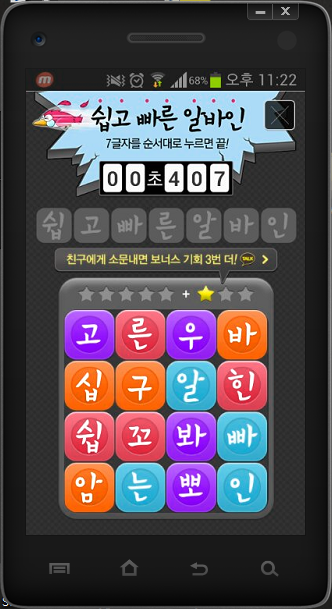 m 68% 오후 11:22
쉽고 빠른 알바인
7글자를 순서대로 누르면 끝!
00초407
쉽 고 빠 른 알 바 인
친구에게 소문내면 보너스 기회 3번 더! TALK >
+
고 른 우 바
십 구 알 힌
쉽 꼬 봐 빠
암 는 뽀 인